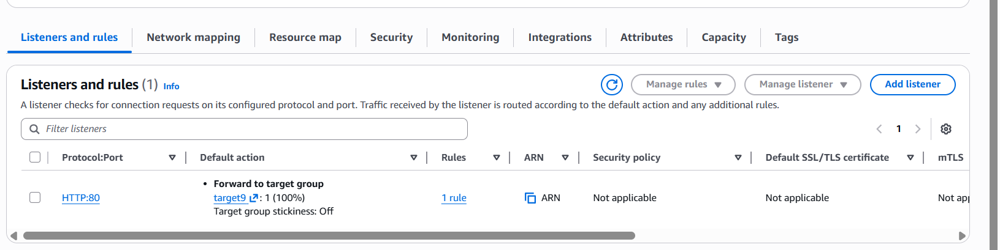 Listeners and rules Network mapping Resource map Security Monitoring Integrations Attributes Capacity Tags
Listeners and rules (1) Info Manage rules Manage listener Add listener
A listener checks for connection requests on its configured protocol and port. Traffic received by the listener is routed according to the default action and any additional rules.
Filter listeners 1
Protocol:Port Default action Rules ARN Security policy Default SSL/TLS certificate mTLS
• Forward to target group
HTTP:80 target9 : 1 (100%) 1 rule ARN Not applicable Not applicable Not
Target group stickiness: Off